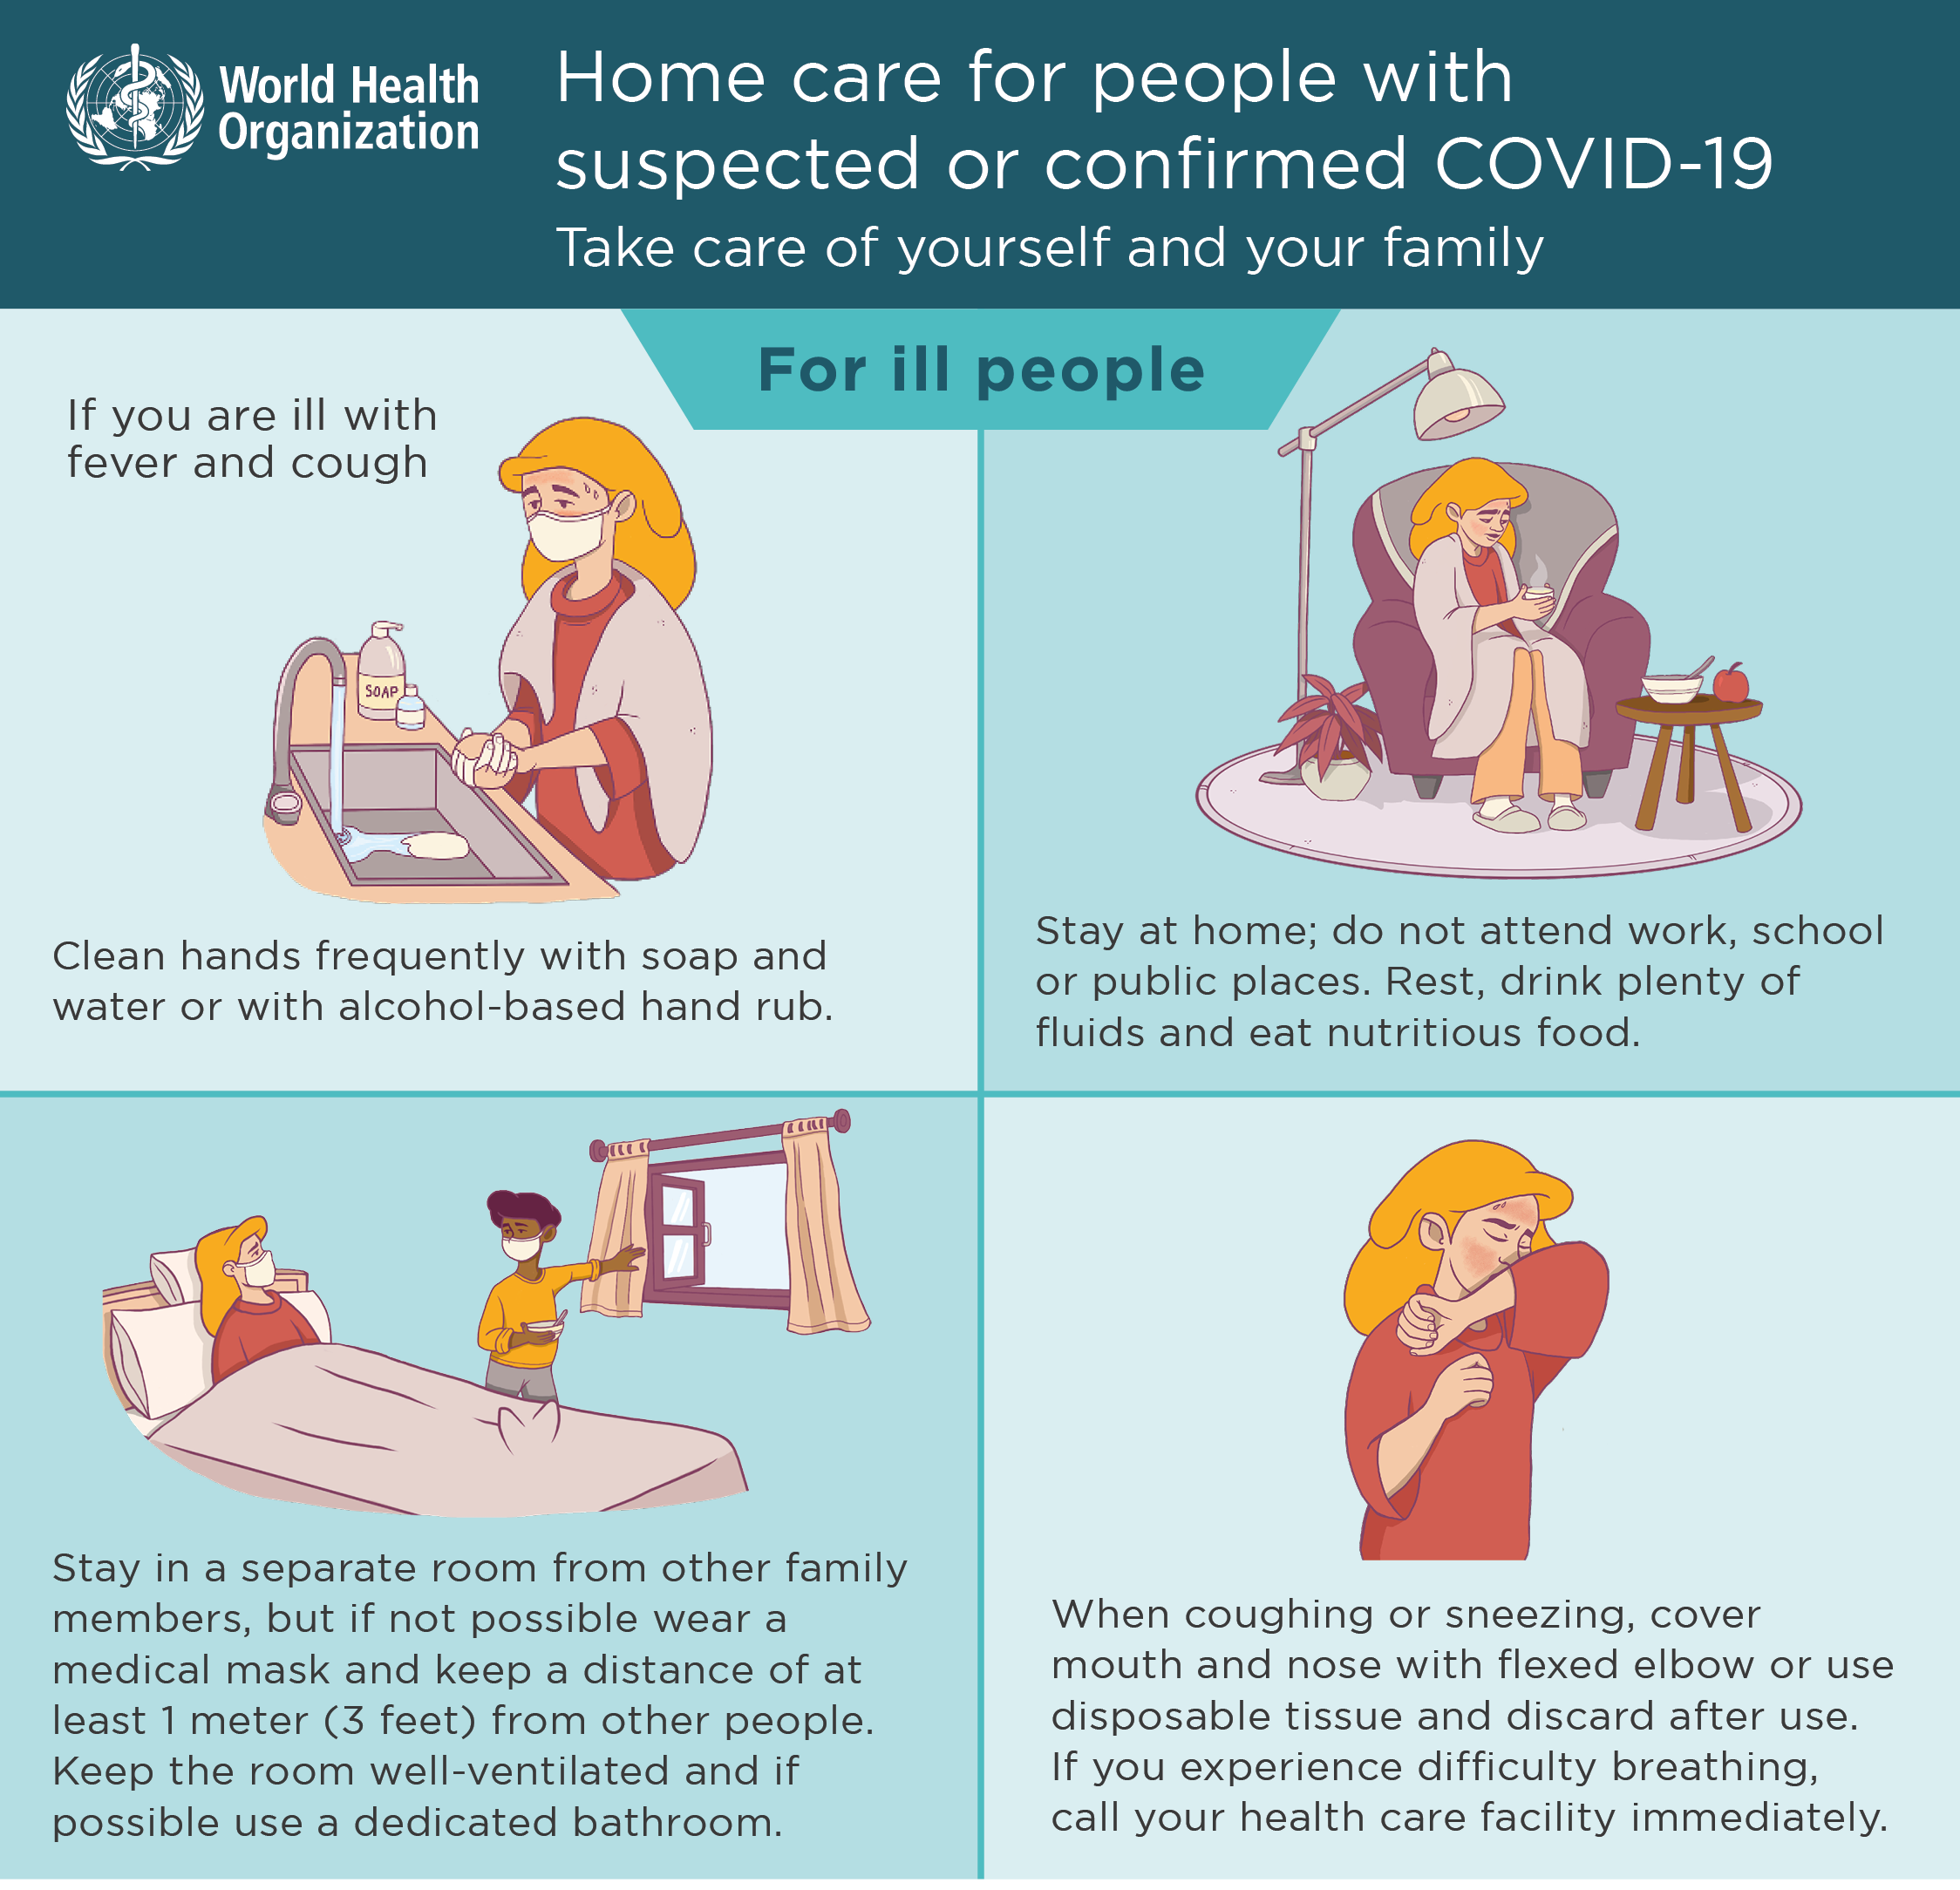 World Health
Organization
Home care for people with
suspected or confirmed COVID-19
Take care of yourself and your family
For ill people
If you are ill with
fever and cough
SOAP
Clean hands frequently with soap and
water or with alcohol-based hand rub.
Stay at home; do not attend work, school
or public places. Rest, drink plenty of
fluids and eat nutritious food.
Stay in a separate room from other family
members, but if not possible wear a
medical mask and keep a distance of at
least 1 meter (3 feet) from other people.
Keep the room well-ventilated and if
possible use a dedicated bathroom.
When coughing or sneezing, cover
mouth and nose with flexed elbow or use
disposable tissue and discard after use.
If you experience difficulty breathing,
call your health care facility immediately.